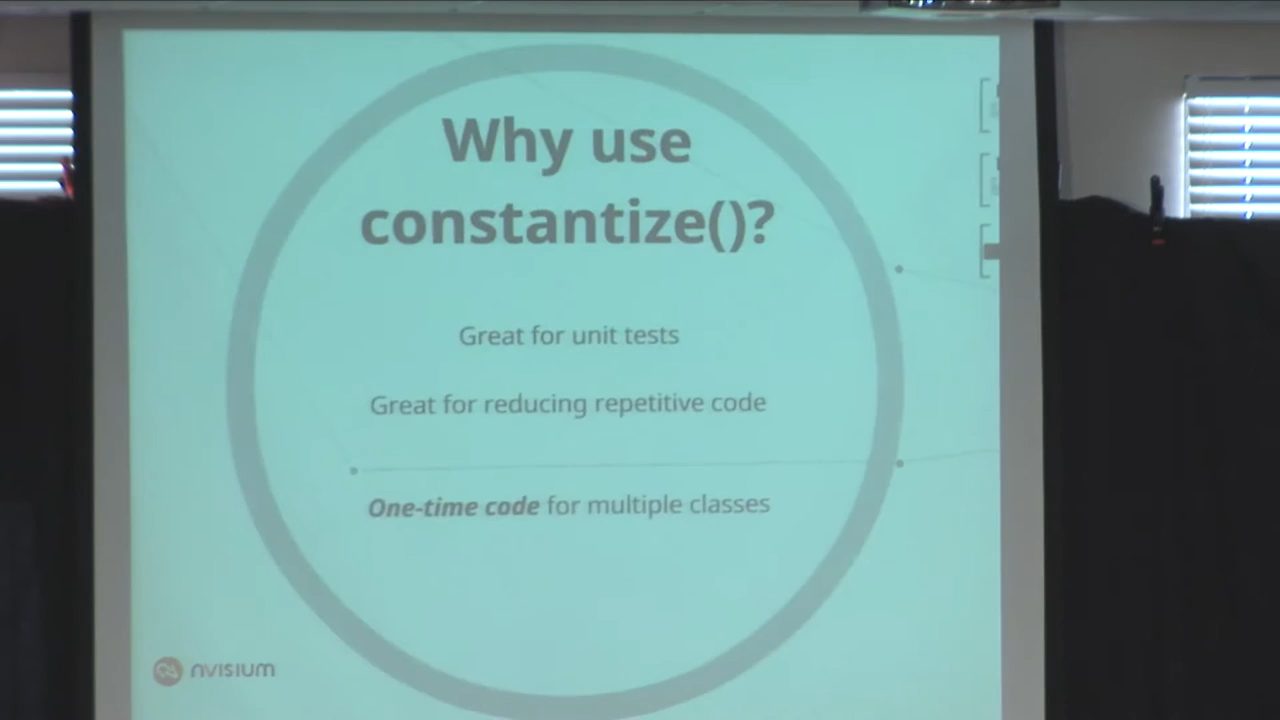 Why use
constantize()?
Great for unit tests
Great for reducing repetitive code
One-time code for multiple classes
nvisium